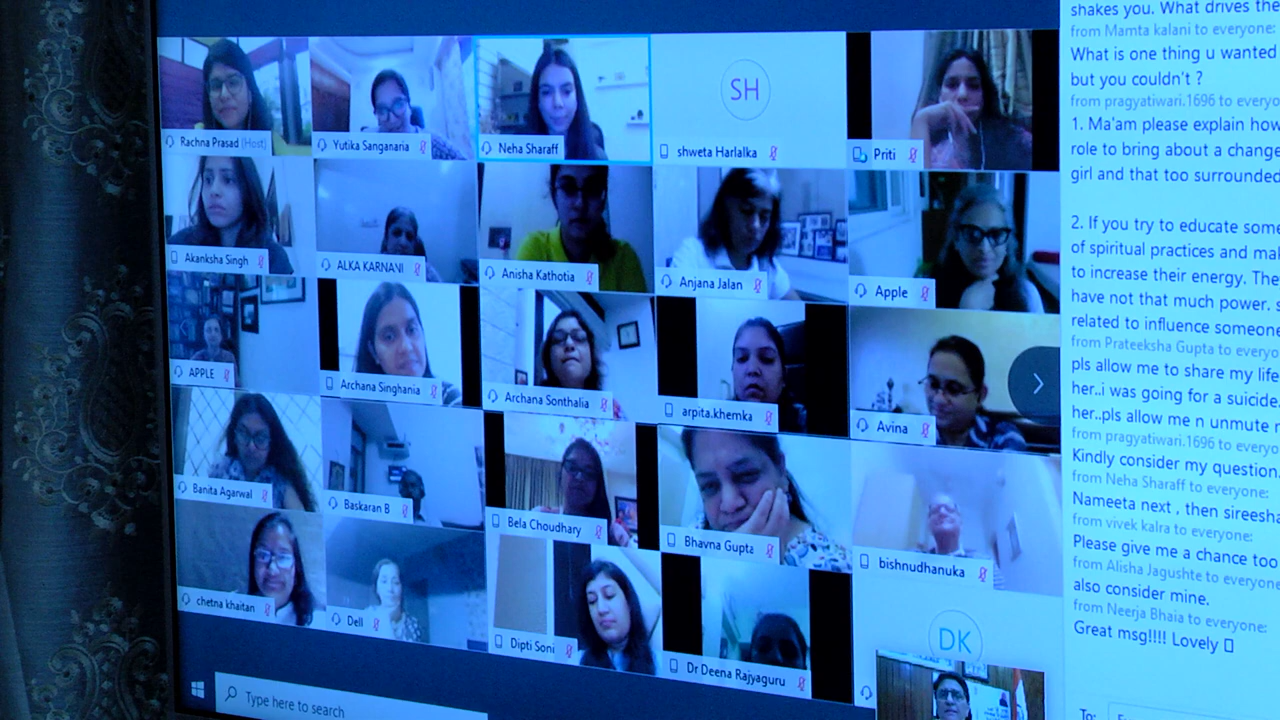 Rachna Prasad (Host)
Yutika Sanganaria
Neha Sharaff
SH
shweta Harlalka
Priti
Akanksha Singh
ALKA KARNANI
Anisha Kathotia
Anjana Jalan
Apple
APPLE
Archana Singhania
Archana Sonthalia
arpita.khemka
Avina
Banita Agarwal
Baskaran B
Bela Choudhary
Bhavna Gupta
bishnudhanuka
chetna khaitan
Dell
Dipti Soni
Dr Deena Rajyaguru
DK
Type here to search
shakes you. What drives the
from Mamta kalani to everyone:
What is one thing u wanted
but you couldn't ?
from pragyatiwari.1696 to everyo
1. Ma'am please explain how
role to bring about a change
girl and that too surrounded
2. If you try to educate some
of spiritual practices and mak
to increase their energy. The
have not that much power.
related to influence someone
from Prateeksha Gupta to everyo
pls allow me to share my life
her..i was going for a suicide.
her..pls allow me n unmute
from pragyatiwari.1696 to everyo
Kindly consider my question.
from Neha Sharaff to everyone:
Nameeta next , then sireesha
from vivek kalra to everyone:
Please give me a chance too
from Alisha Jagushte to everyone
also consider mine.
from Neerja Bhaia to everyone:
Great msg!!!! Lovely
To: